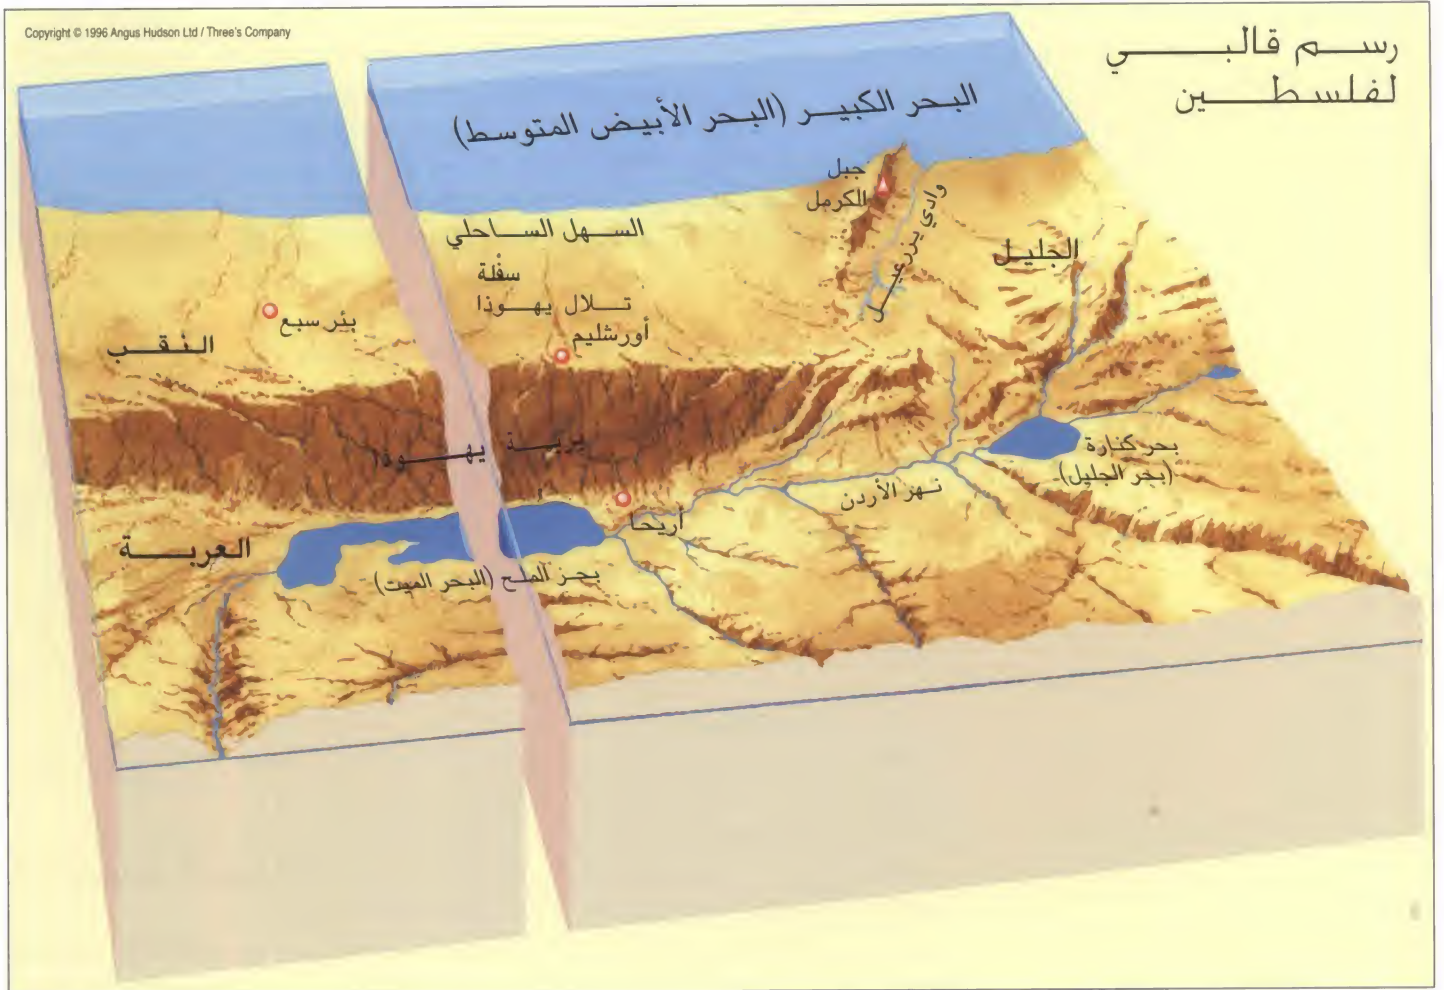 Copyright © 1996 Angus Hudson Ltd / Three's Company
رسم قالبي
لفلسطين
البحر الكبير (البحر الأبيض المتوسط)
جبل
الكرمل
وادي يزرعيل
الجليل
السهل الساحلي
سفلة
تلال يهوذا
أورشليم
بئر سبع
النقب
برية يهوذا
بحر كنارة
(بحر الجليل)
نهر الأردن
أريحا
العربة
بحر الملح (البحر الميت)